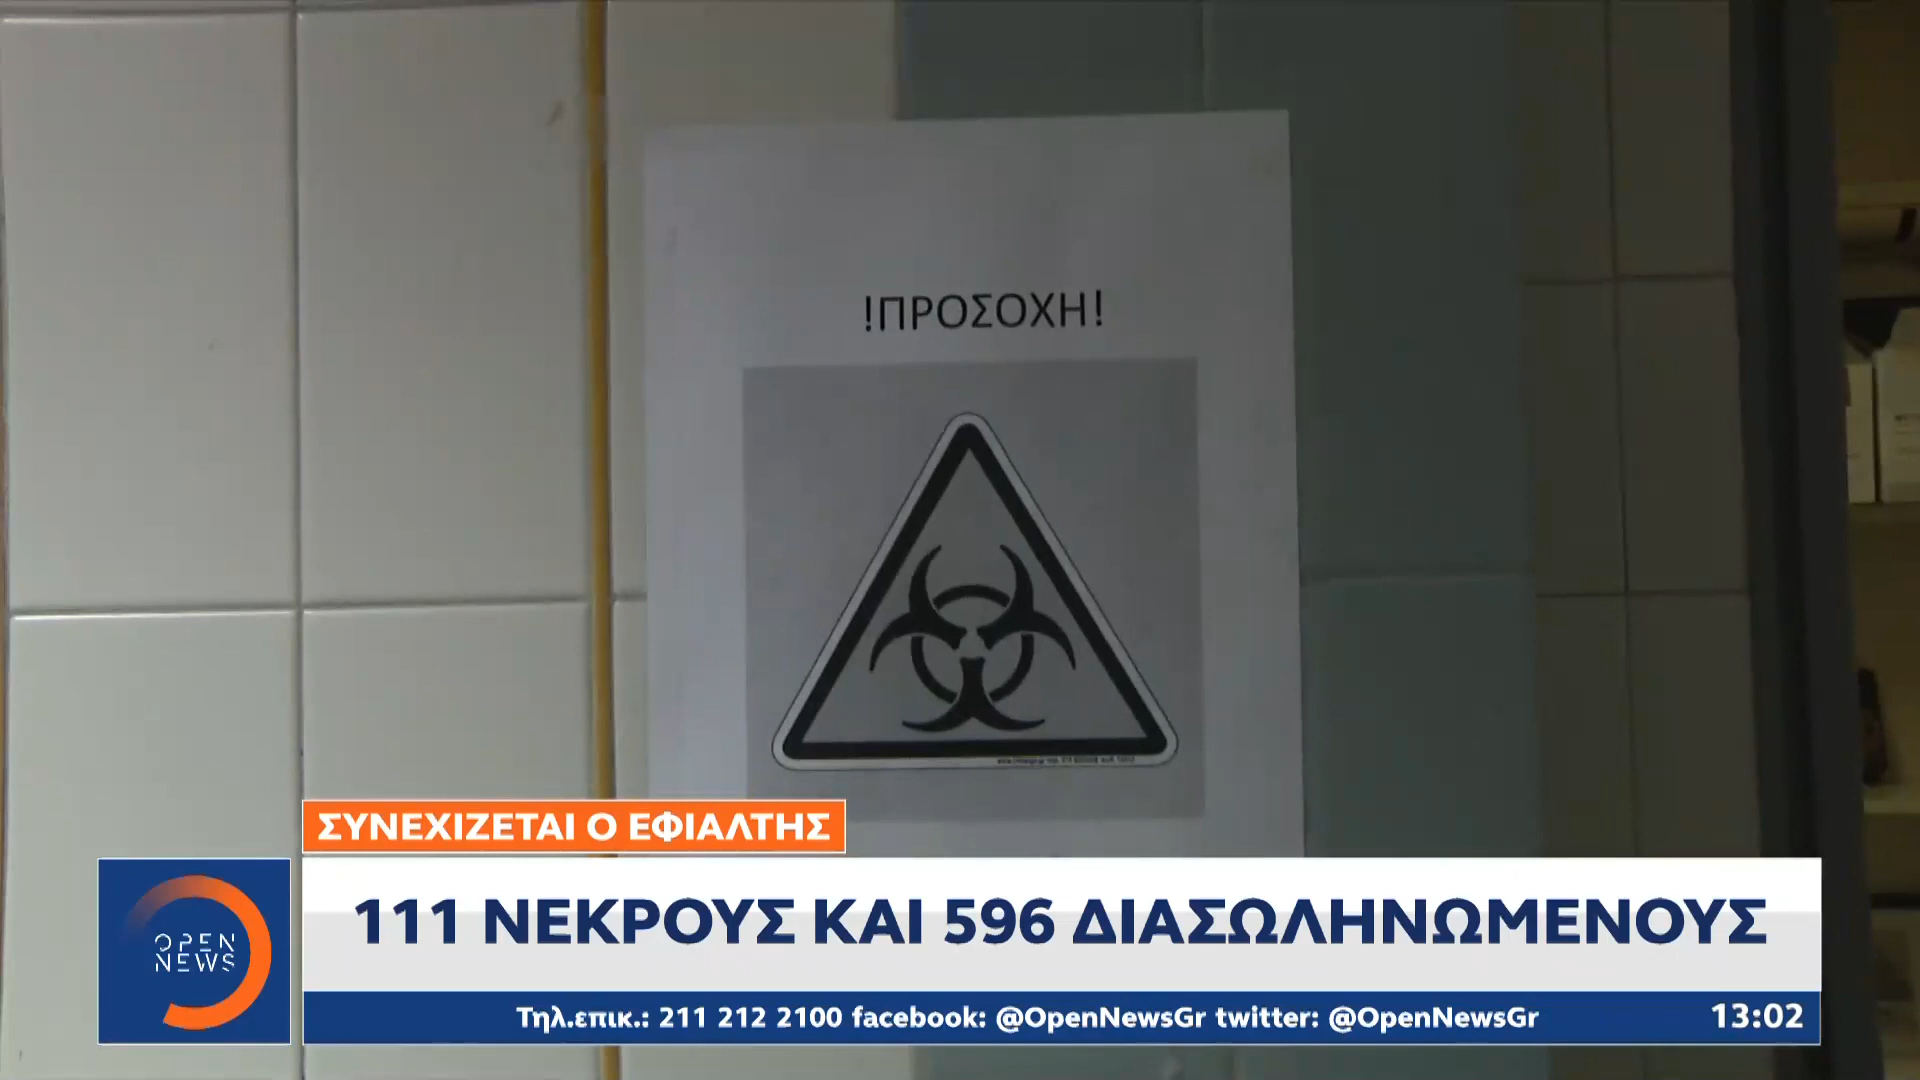 !ΠΡΟΣΟΧΗ!
ΣΥΝΕΧΙΖΕΤΑΙ Ο ΕΦΙΑΛΤΗΣ
111 ΝΕΚΡΟΥΣ ΚΑΙ 596 ΔΙΑΣΩΛΗΝΩΜΕΝΟΥΣ
OPEN
NEWS
Τηλ.επικ.: 211 212 2100 facebook: @OpenNewsGr twitter: @OpenNewsGr
13:02